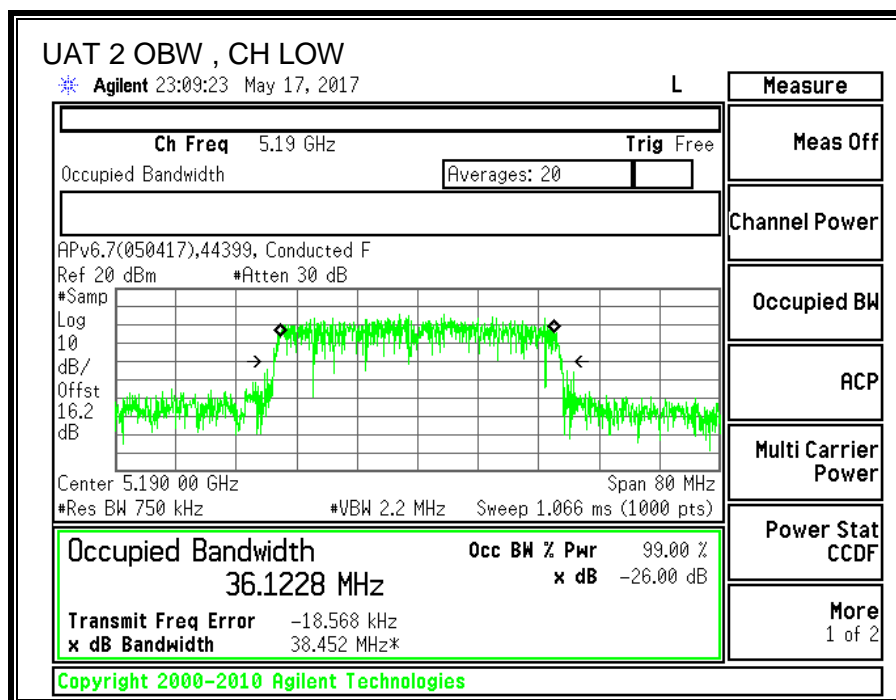 UAT 2 OBW , CH LOW
Agilent 23:09:23 May 17, 2017 L
Measure
Ch Freq 5.19 GHz Trig Free
Meas Off
Occupied Bandwidth Averages: 20
Channel Power
APv6.7(050417),44399, Conducted F
Ref 20 dBm #Atten 30 dB
#Samp
Log
10
dB/
Offst
16.2
dB
Occupied BW
ACP
Multi Carrier
Power
Center 5.190 00 GHz Span 80 MHz
#Res BW 750 kHz #VBW 2.2 MHz Sweep 1.066 ms (1000 pts)
Occupied Bandwidth Occ BW % Pwr 99.00 %
36.1228 MHz x dB -26.00 dB
Power Stat
CCDF
Transmit Freq Error -18.568 kHz
x dB Bandwidth 38.452 MHz*
More
1 of 2
Copyright 2000-2010 Agilent Technologies